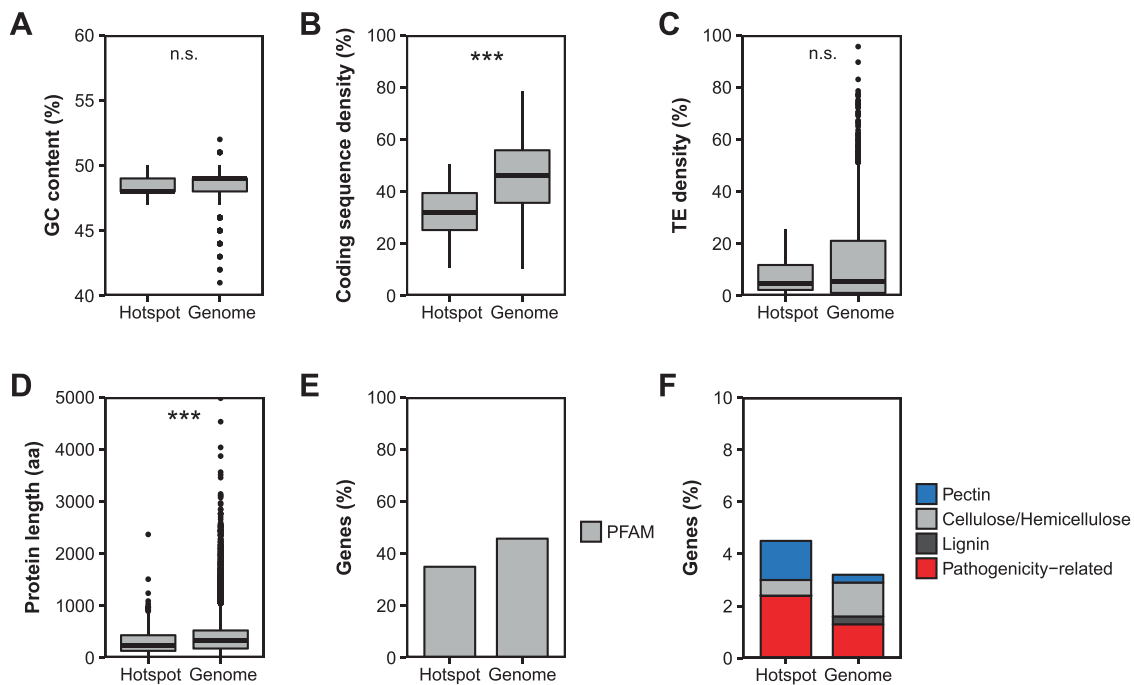 A
GC content (%)
60
55
50
45
40
n.s.
Hotspot Genome
B
Coding sequence density (%)
100
80
60
40
20
0
***
Hotspot Genome
C
TE density (%)
100
80
60
40
20
0
n.s.
Hotspot Genome
D
Protein length (aa)
5000
4000
3000
2000
1000
0
***
Hotspot Genome
E
Genes (%)
100
80
60
40
20
0
Hotspot Genome
PFAM
F
Genes (%)
10
8
6
4
2
0
Hotspot Genome
Pectin
Cellulose/Hemicellulose
Lignin
Pathogenicity−related